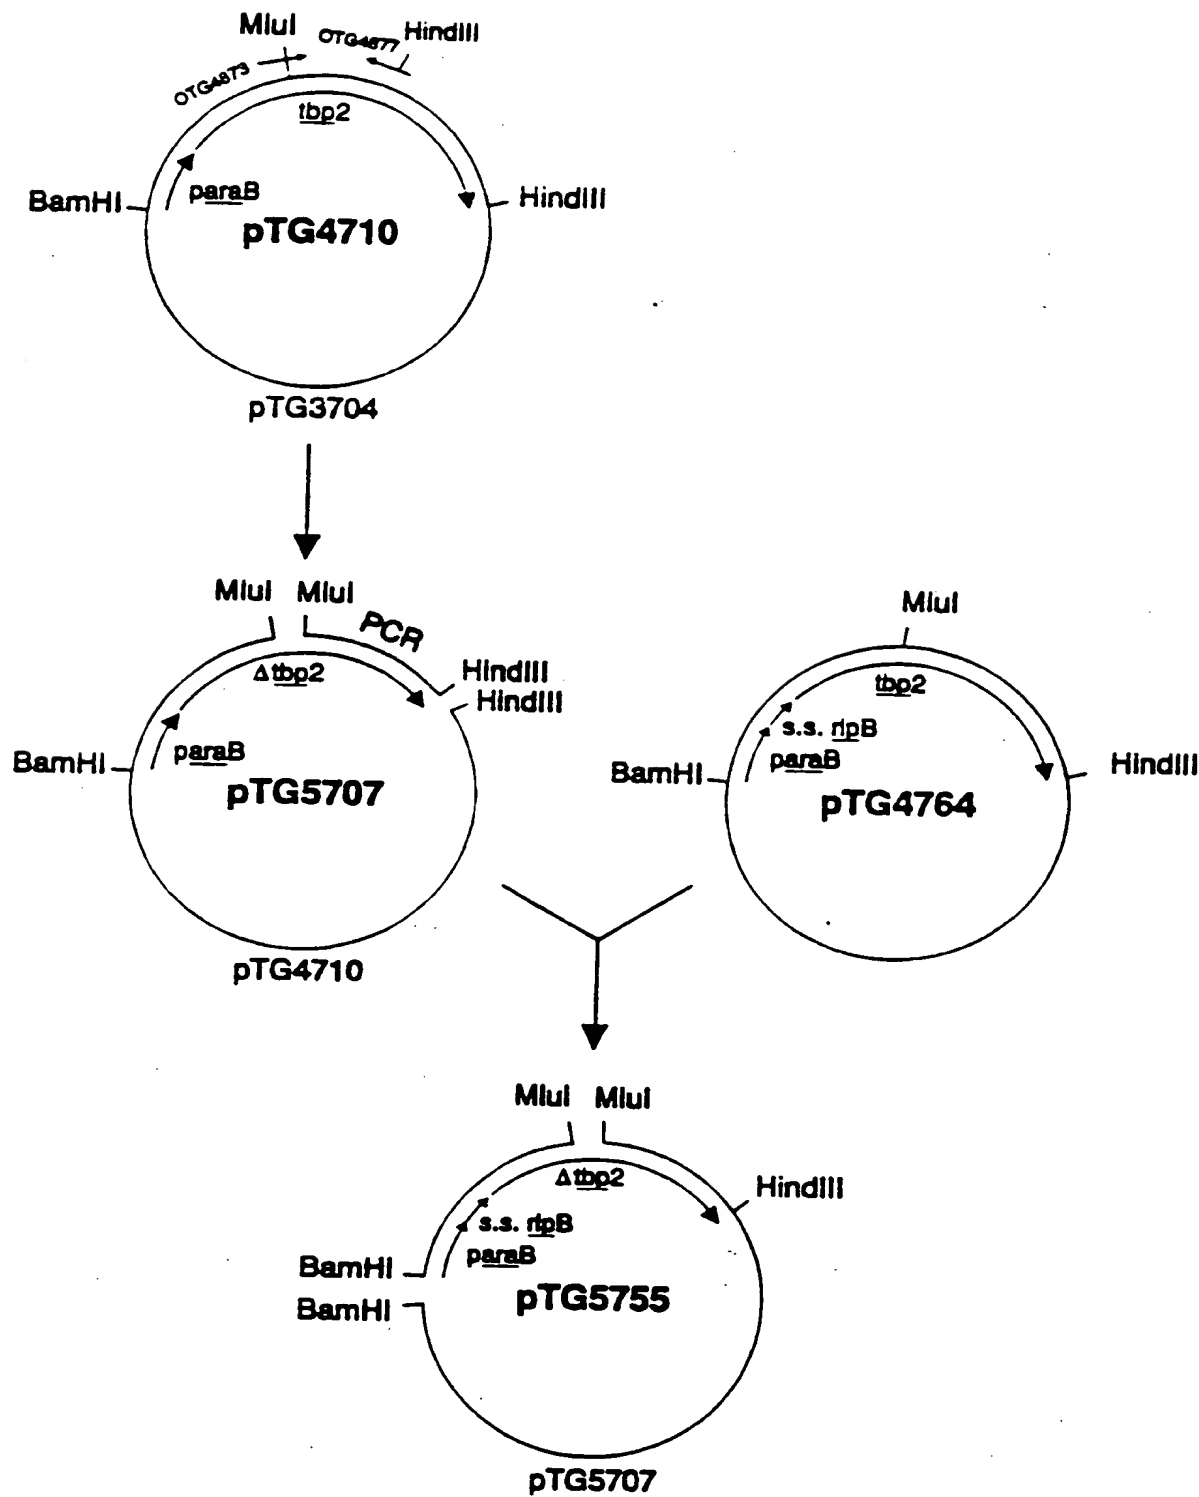 MluI
OTG4877
HindIII
OTG4873
tbp2
BamHI
HindIII
paraB
pTG4710
pTG3704
MluI MluI
PCR
HindIII
HindIII
Δtbp2
paraB
BamHI
pTG5707
pTG4710
MluI
tbp2
s.s. rlpB
paraB
BamHI
HindIII
pTG4764
MluI MluI
Δtbp2
HindIII
s.s. rlpB
paraB
BamHI
BamHI
pTG5755
pTG5707